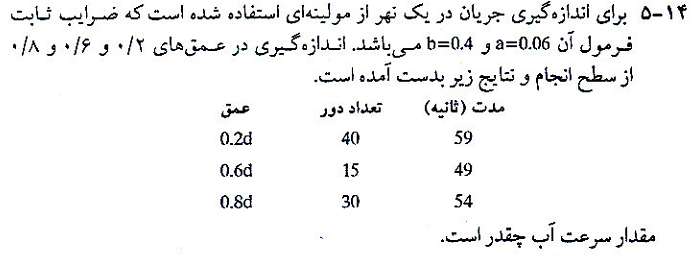 ۵-۱۴ برای اندازه‌گیری جریان در یک نهر از مولینه‌ای استفاده شده است که ضرایب ثابت
فرمول آن a=0.06 و b=0.4 می‌باشد. اندازه‌گیری در عمق‌های ۰/۲ و ۰/۶ و ۰/۸
از سطح انجام و نتایج زیر بدست آمده است.
عمق تعداد دور مدت (ثانیه)
0.2d 40 59
0.6d 15 49
0.8d 30 54
مقدار سرعت آب چقدر است.